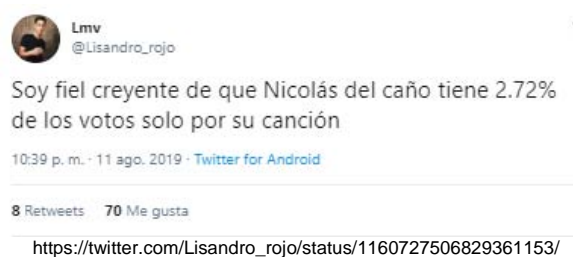 Lmv
@Lisandro_rojo
Soy fiel creyente de que Nicolás del caño tiene 2.72%
de los votos solo por su canción
10:39 p. m. · 11 ago. 2019 · Twitter for Android
8 Retweets 70 Me gusta
https://twitter.com/Lisandro_rojo/status/1160727506829361153/